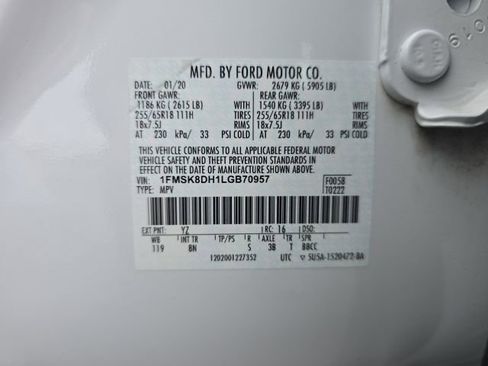 MFD. BY FORD MOTOR CO.
DATE: 01/20 GVWR: 2679 KG ( 5905 LB)
FRONT GAWR: REAR GAWR:
1186 KG ( 2615 LB) WITH 1540 KG ( 3395 LB) WITH
255/65R18 111H TIRES 255/65R18 111H TIRES
18x7.5J RIMS 18x7.5J RIMS
AT 230 kPa/ 33 PSI COLD AT 230 kPa/ 33 PSI COLD
THIS VEHICLE CONFORMS TO ALL APPLICABLE FEDERAL MOTOR
VEHICLE SAFETY AND THEFT PREVENTION STANDARDS IN
EFFECT ON THE DATE OF MANUFACTURE SHOWN ABOVE.
VIN: 1FMSK8DH1LGB70957 F0058
TYPE: MPV T0222
EXT PNT: YZ RC: 16 DSO:
WB INT TR TP/PS R AXLE TR SPR
119 8N S 3B T BBCC
1202001227352 UTC 5U5A-1520472-BA